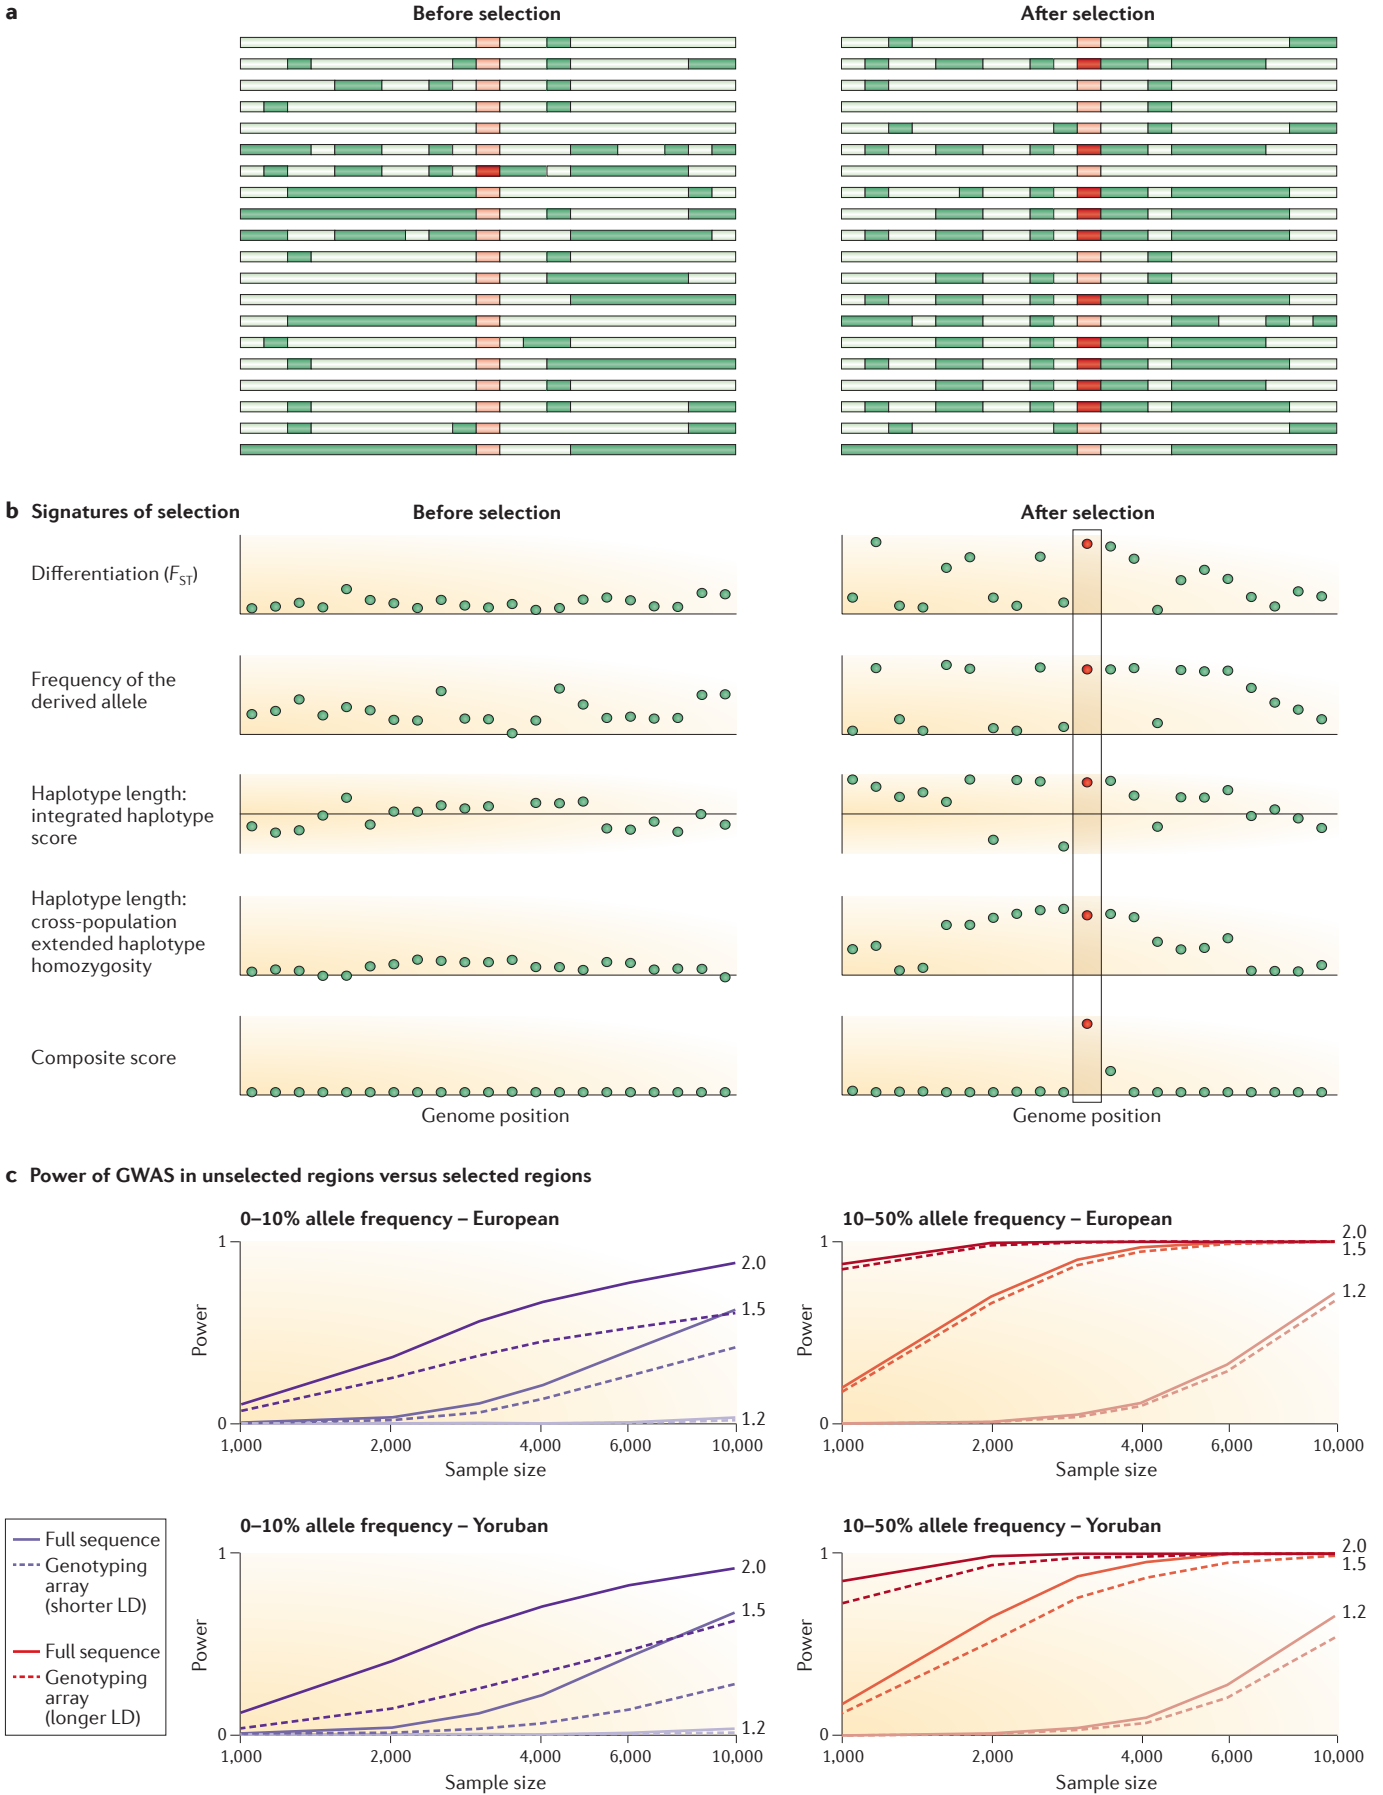 a
Before selection
After selection
b Signatures of selection
Before selection
After selection
Differentiation (FST)
Frequency of the
derived allele
Haplotype length:
integrated haplotype
score
Haplotype length:
cross-population
extended haplotype
homozygosity
Composite score
Genome position
Genome position
c Power of GWAS in unselected regions versus selected regions
0–10% allele frequency – European
1
Power
0
2.0
1.5
1.2
1,000 2,000 4,000 6,000 10,000
Sample size
10–50% allele frequency – European
1
Power
0
2.0
1.5
1.2
1,000 2,000 4,000 6,000 10,000
Sample size
Full sequence
Genotyping
array
(shorter LD)
Full sequence
Genotyping
array
(longer LD)
0–10% allele frequency – Yoruban
1
Power
0
2.0
1.5
1.2
1,000 2,000 4,000 6,000 10,000
Sample size
10–50% allele frequency – Yoruban
1
Power
0
2.0
1.5
1.2
1,000 2,000 4,000 6,000 10,000
Sample size